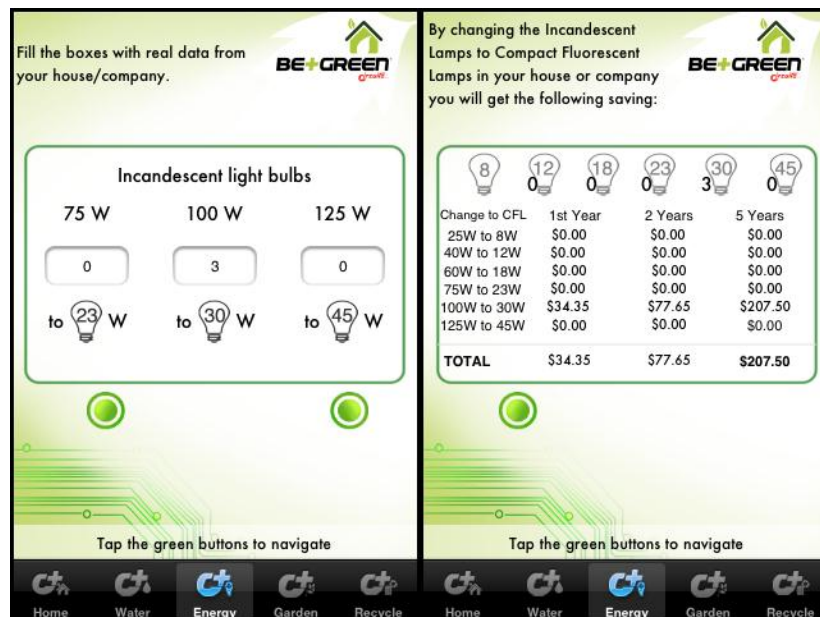 Fill the boxes with real data from
your house/company.
BE+GREEN
Incandescent light bulbs
75 W 100 W 125 W
0 3 0
to 23 W to 30 W to 45 W
Tap the green buttons to navigate
Home Water Energy Garden Recycle
By changing the Incandescent
Lamps to Compact Fluorescent
Lamps in your house or company
you will get the following saving:
BE+GREEN
8 12 18 23 30 45
0 0 0 3 0
Change to CFL 1st Year 2 Years 5 Years
25W to 8W $0.00 $0.00 $0.00
40W to 12W $0.00 $0.00 $0.00
60W to 18W $0.00 $0.00 $0.00
75W to 23W $0.00 $0.00 $0.00
100W to 30W $34.35 $77.65 $207.50
125W to 45W $0.00 $0.00 $0.00
TOTAL $34.35 $77.65 $207.50
Tap the green buttons to navigate
Home Water Energy Garden Recycle